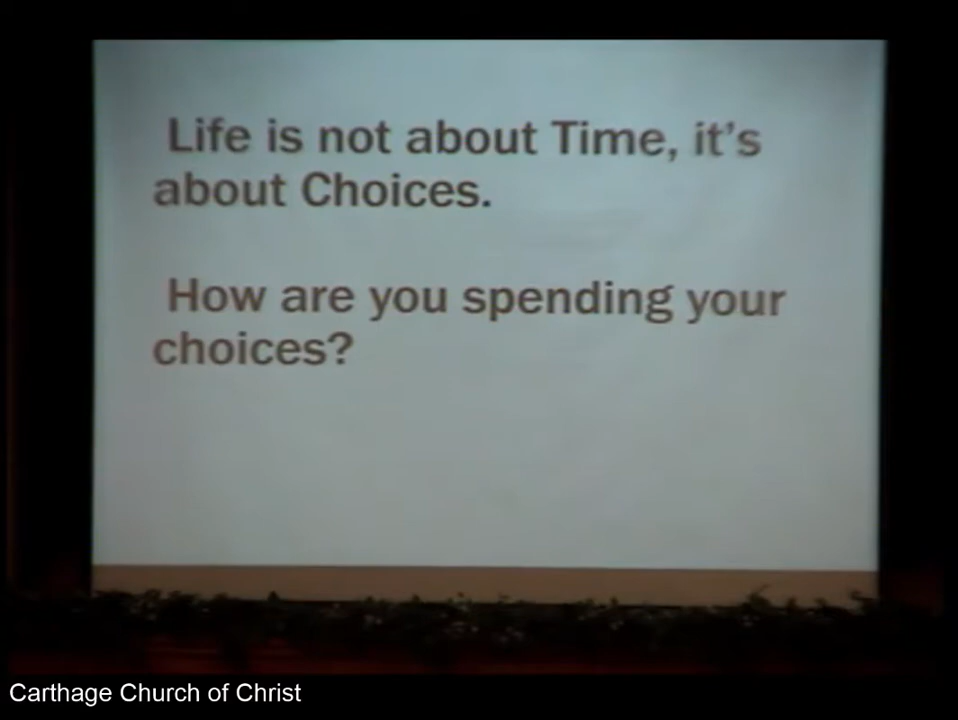 Life is not about Time, it's
about Choices.
How are you spending your
choices?
Carthage Church of Christ